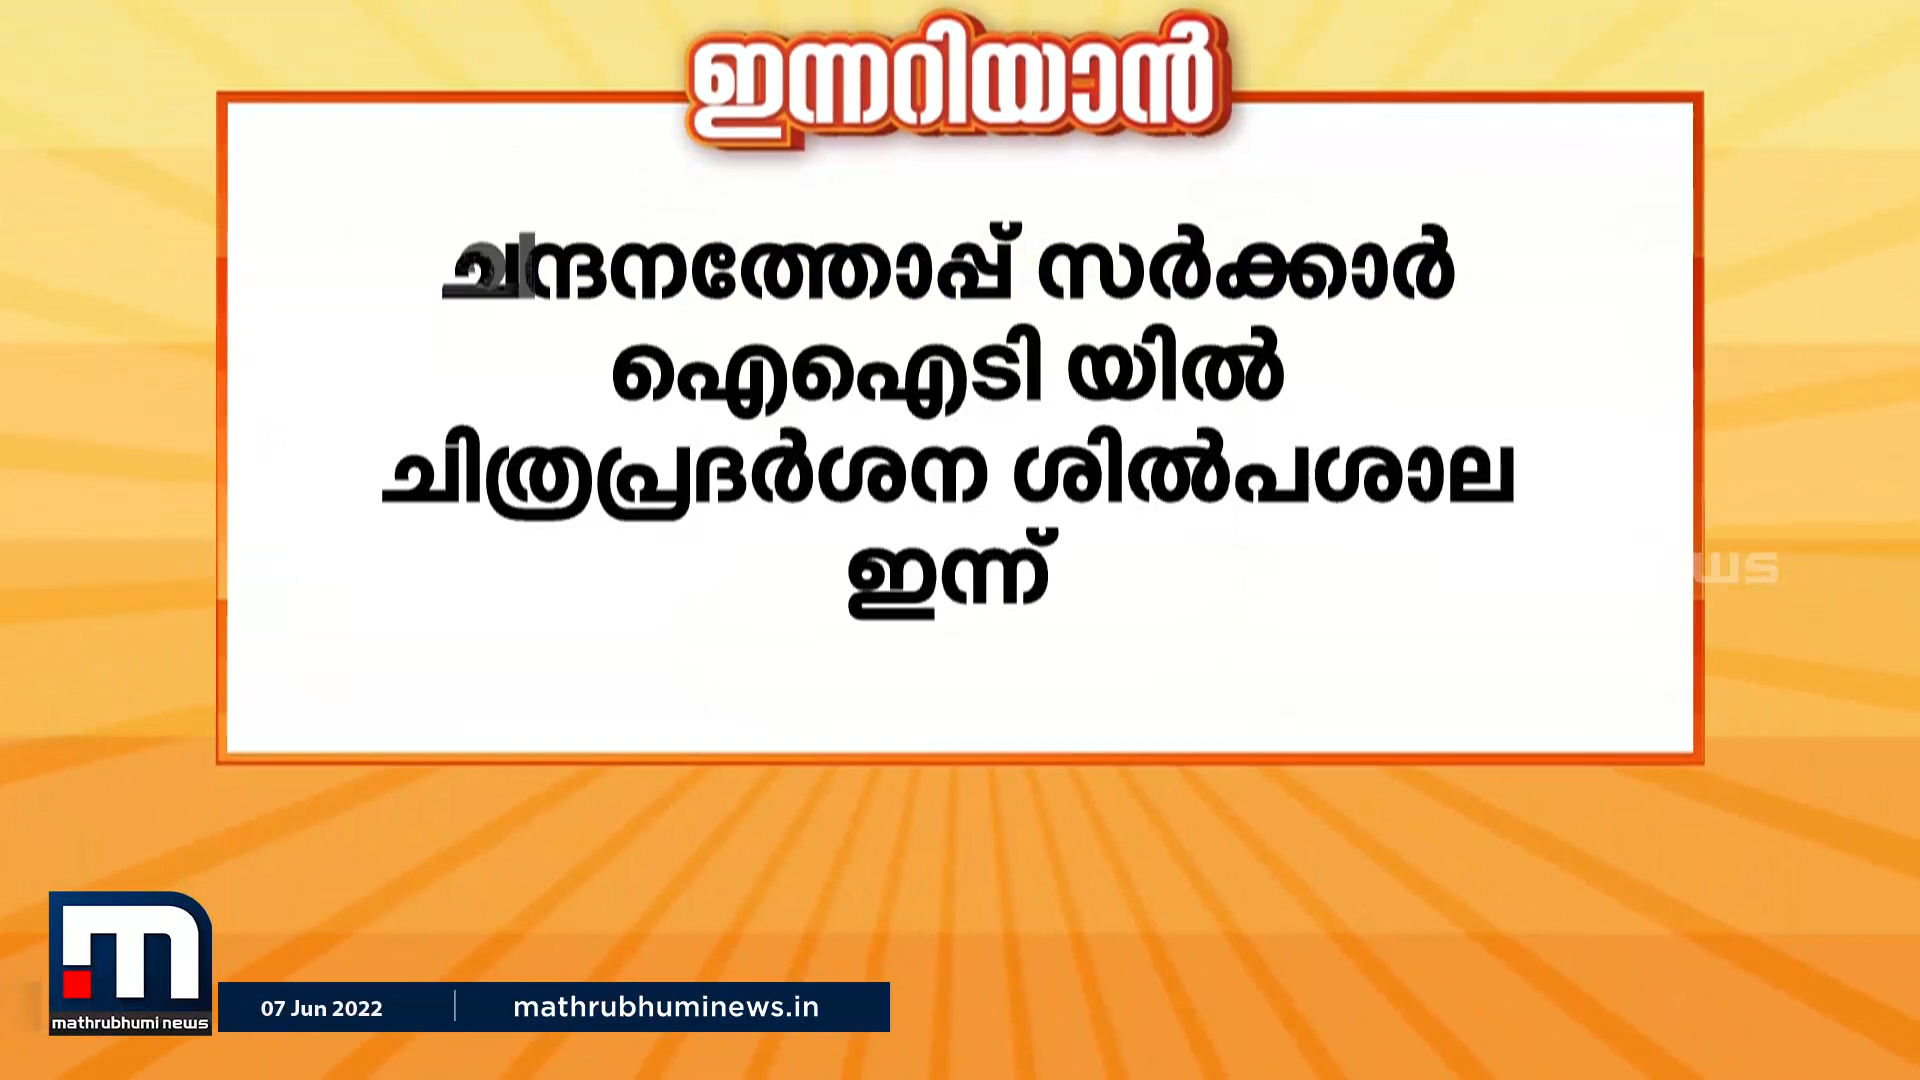 ഇന്നറിയാൻ
ചന്ദനത്തോപ്പ് സർക്കാർ
ഐഐടി യിൽ
ചിത്രപ്രദർശന ശിൽപശാല
ഇന്ന്
mathrubhumi news
07 Jun 2022
mathrubhuminews.in